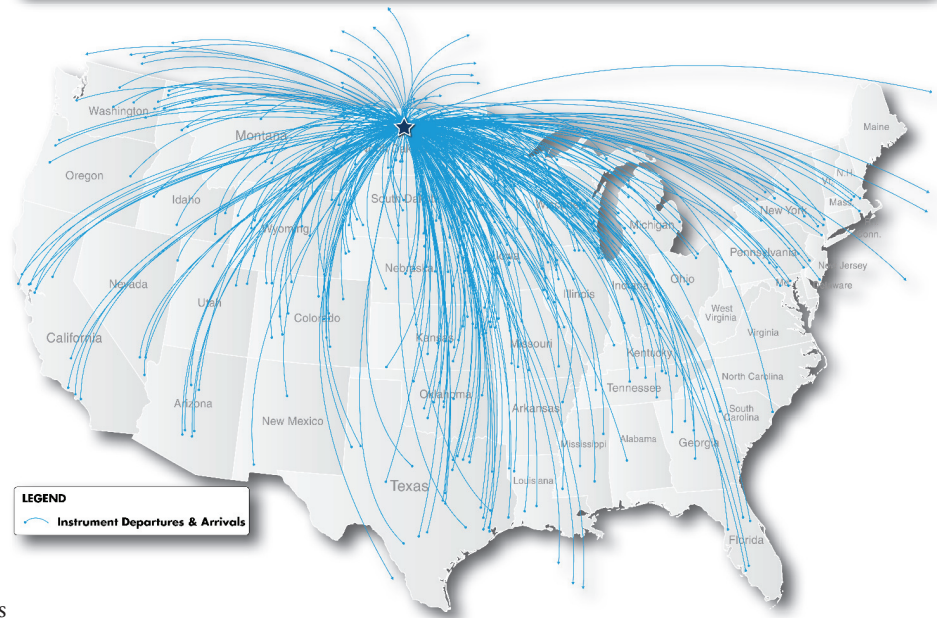 Washington
Montana
Maine
Oregon
N.H.
Idaho
South Dakota
Mass.
New York
Wyoming
Michigan
Conn.
Pennsylvania
Iowa
Nebraska
Nevada
Ohio
New Jersey
Indiana
Illinois
Utah
Colorado
West
Virginia
Virginia
California
Kansas
Missouri
Kentucky
North Carolina
Tennessee
Oklahoma
Arizona
Arkansas
South
Carolina
New Mexico
Mississippi
Alabama
Georgia
Louisiana
Texas
LEGEND
Instrument Departures & Arrivals
Florida
s